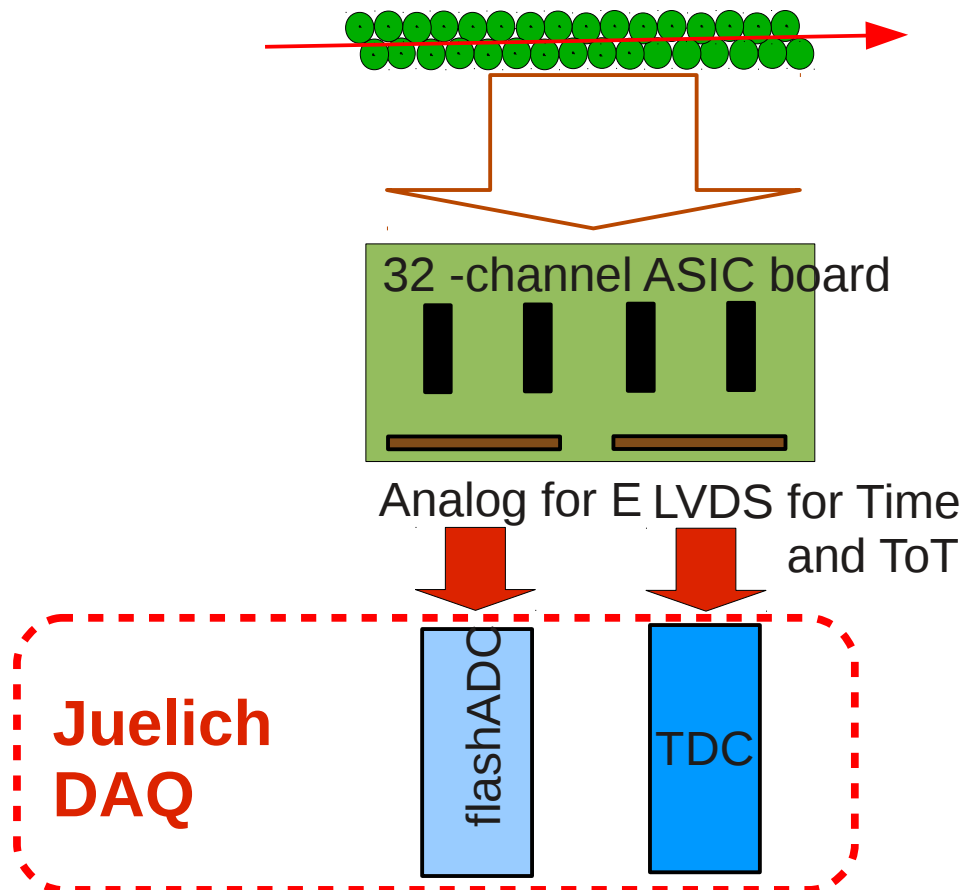 32 -channel ASIC board
Analog for E
LVDS for Time
and ToT
Juelich
DAQ
flashADC
TDC